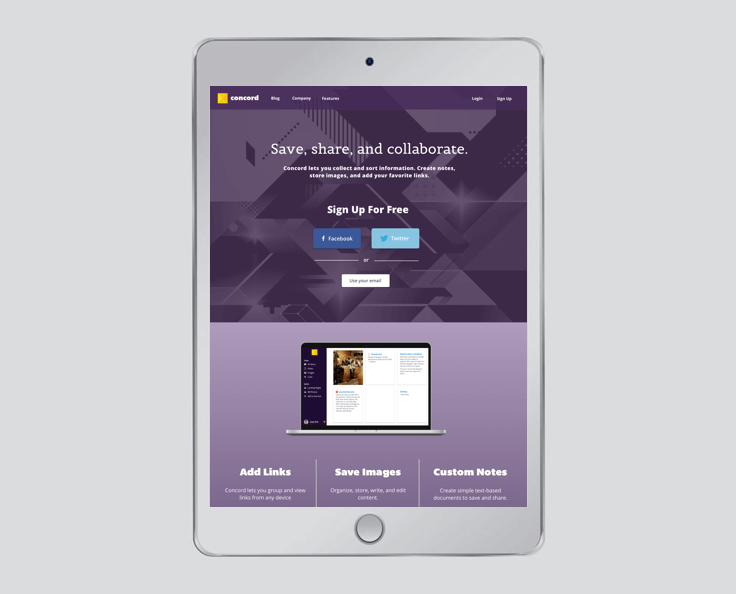 concord Blog Company Features Login Sign Up
Save, share, and collaborate.
Concord lets you collect and sort information. Create notes,
store images, and add your favorite links.
Sign Up For Free
Facebook Twitter
or
Use your email
Add Links Save Images Custom Notes
Concord lets you group and view
links from any device
Organize, store, write, and edit
content.
Create simple text-based
documents to save and share.